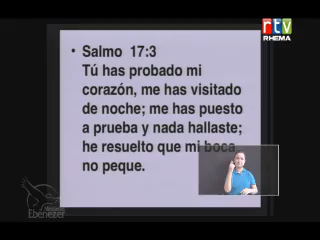 rtv
RHEMA
• Salmo 17:3
Tú has probado mi
corazón, me has visitado
de noche; me has puesto
a prueba y nada hallaste;
he resuelto que mi boca
no peque.
Ebenezer